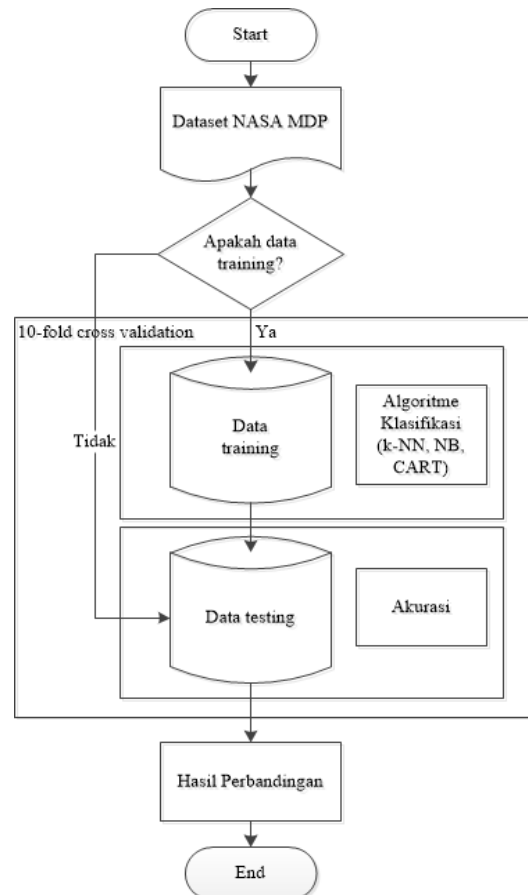 Start
Dataset NASA MDP
Apakah data
training?
10-fold cross validation
Ya
Data
training
Algoritme
Klasifikasi
(k-NN, NB,
CART)
Tidak
Data testing
Akurasi
Hasil Perbandingan
End